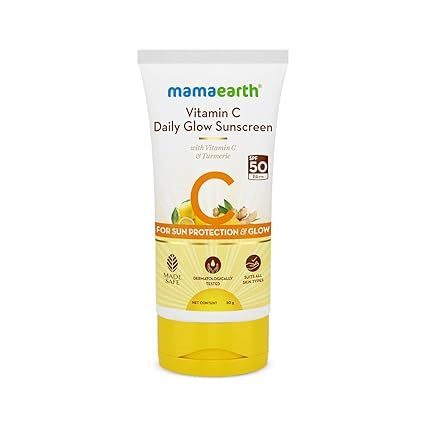 mamaearth®
Vitamin C
Daily Glow Sunscreen
with Vitamin C
& Turmeric
SPF
50
PA+++
C
FOR SUN PROTECTION & GLOW
MADE
SAFE
DERMATOLOGICALLY
TESTED
SUITS ALL
SKIN TYPES
NET CONTENT 50 g